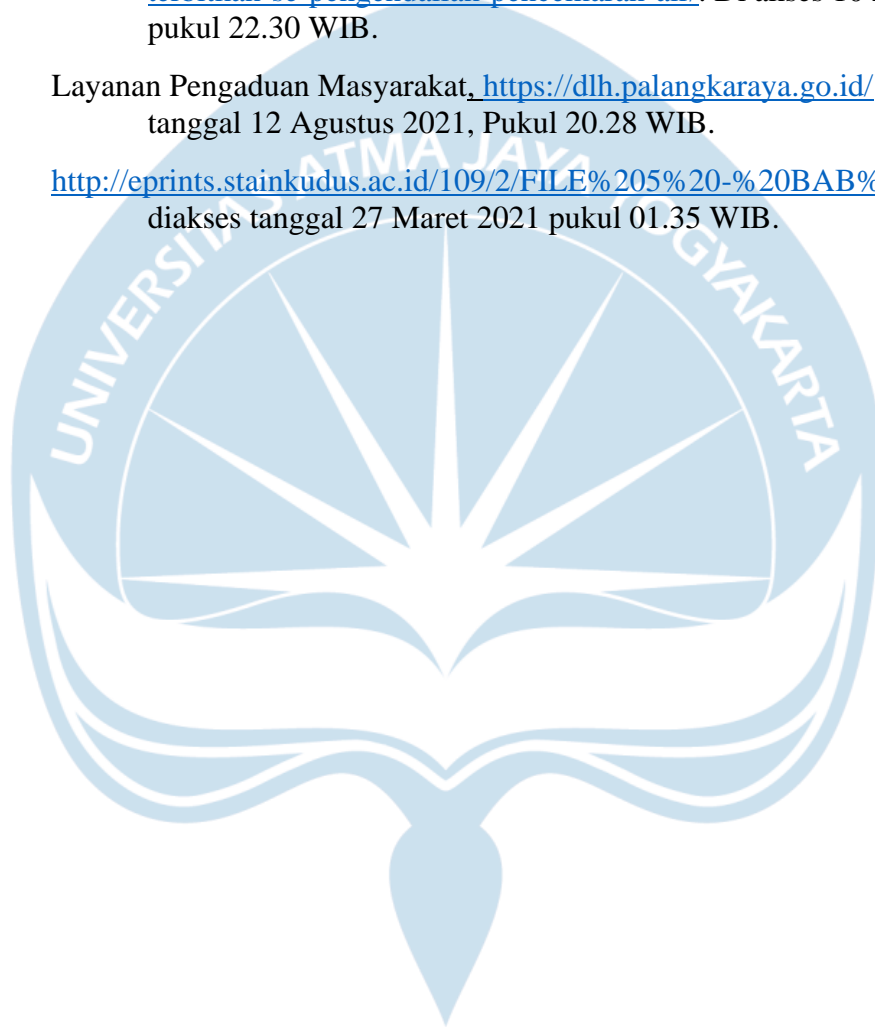 pukul 22.30 WIB.
Layanan Pengaduan Masyarakat, https://dlh.palangkaraya.go.id/
tanggal 12 Agustus 2021, Pukul 20.28 WIB.
http://eprints.stainkudus.ac.id/109/2/FILE%205%20-%20BAB%
diakses tanggal 27 Maret 2021 pukul 01.35 WIB.
UNIVERSITAS ATMA JAYA YOGYAKARTA